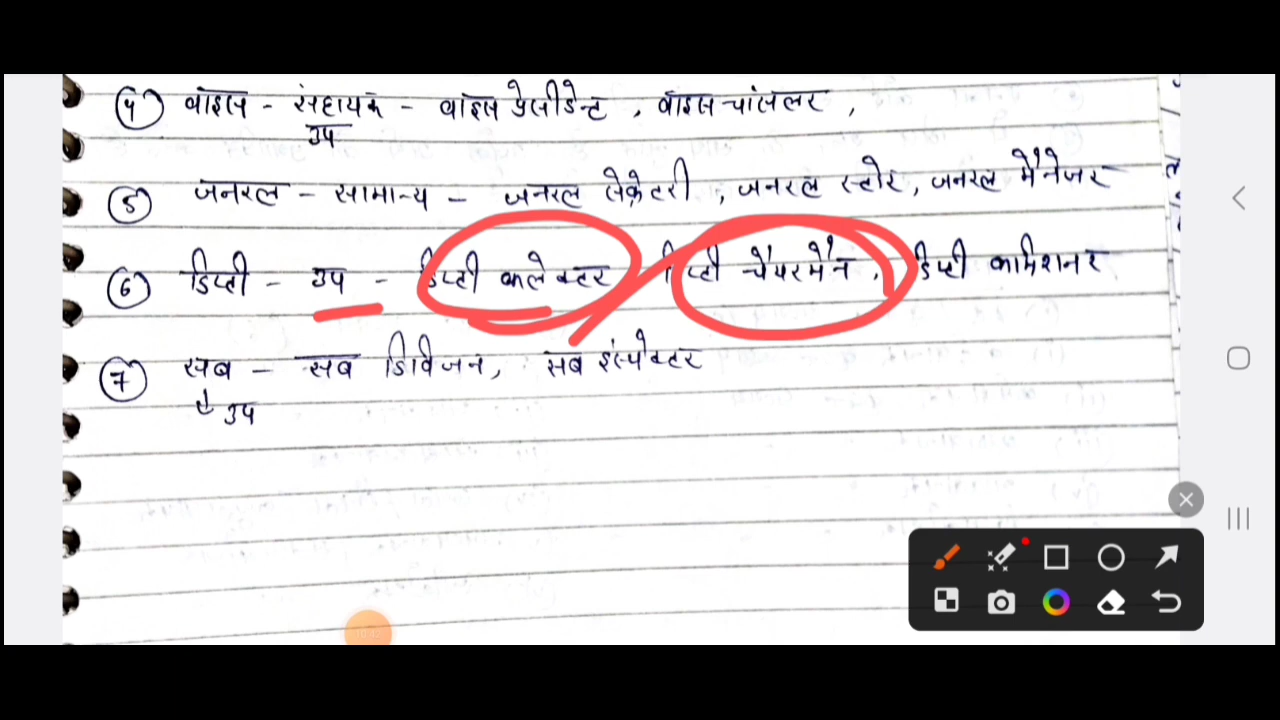 (4) वाइस - सहायक - वाइस प्रेसीडेन्ट, वाइस चांसलर,
उप
(5) जनरल - सामान्य - जनरल सेक्रेटरी, जनरल स्टोर, जनरल मैनेजर
(6) डिप्टी - उप - डिप्टी कलेक्टर डिप्टी चैयरमैन, डिप्टी कमिशनर
(7) सब - सब डिविजन, सब इंस्पेक्टर
उप